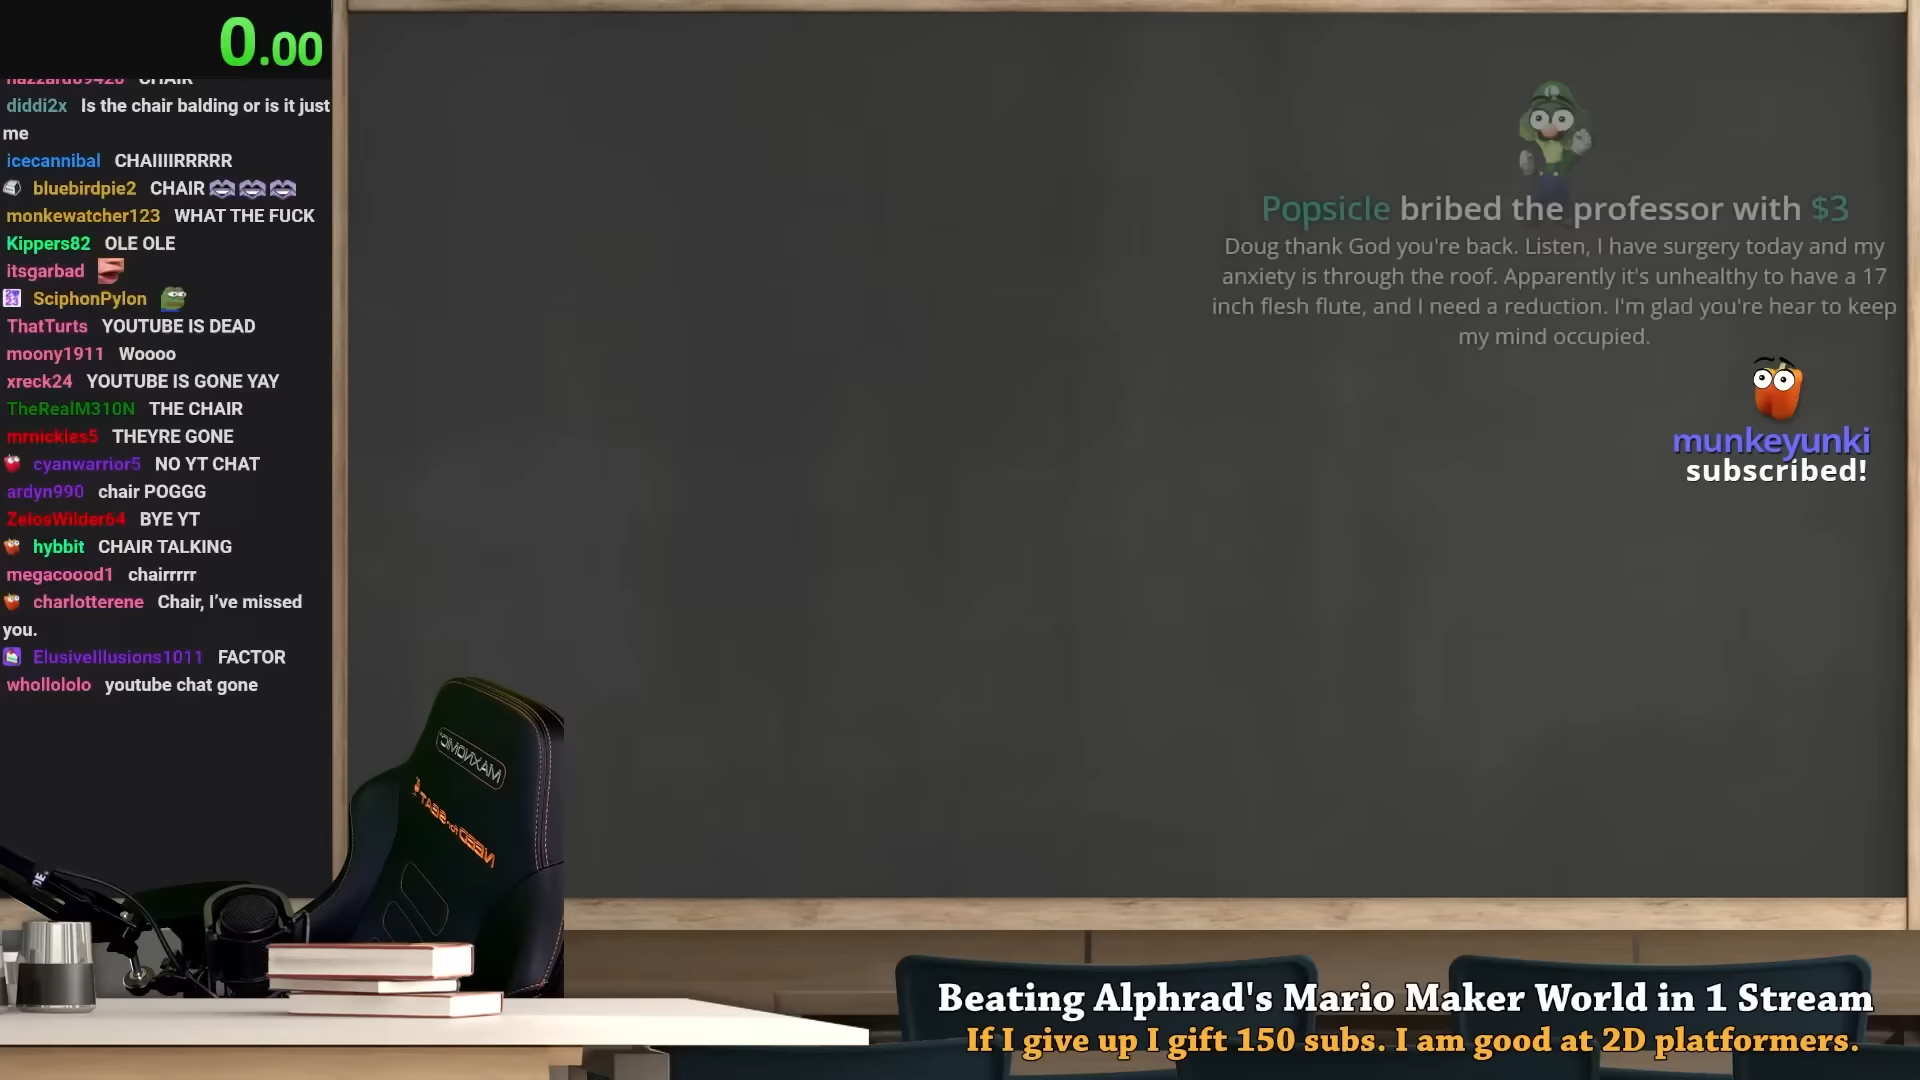 0.00
CHAIR
diddi2x Is the chair balding or is it just
me
icecannibal CHAIIIIRRRRR
bluebirdpie2 CHAIR
monkewatcher123 WHAT THE FUCK
Kippers82 OLE OLE
itsgarbad
SciphonPylon
ThatTurts YOUTUBE IS DEAD
moony1911 Woooo
xreck24 YOUTUBE IS GONE YAY
TheRealM310N THE CHAIR
mrnickles5 THEYRE GONE
cyanwarrior5 NO YT CHAT
ardyn990 chair POGGG
ZelosWilder64 BYE YT
hybbit CHAIR TALKING
megacoood1 chairrrrr
charlotterene Chair, I’ve missed
you.
ElusiveIllusions1011 FACTOR
whollololo youtube chat gone
Popsicle bribed the professor with $3
Doug thank God you're back. Listen, I have surgery today and my
anxiety is through the roof. Apparently it's unhealthy to have a 17
inch flesh flute, and I need a reduction. I'm glad you're hear to keep
my mind occupied.
munkeyunki
subscribed!
MAXNOMIC
NEED for SEAT
Beating Alphrad's Mario Maker World in 1 Stream
If I give up I gift 150 subs. I am good at 2D platformers.